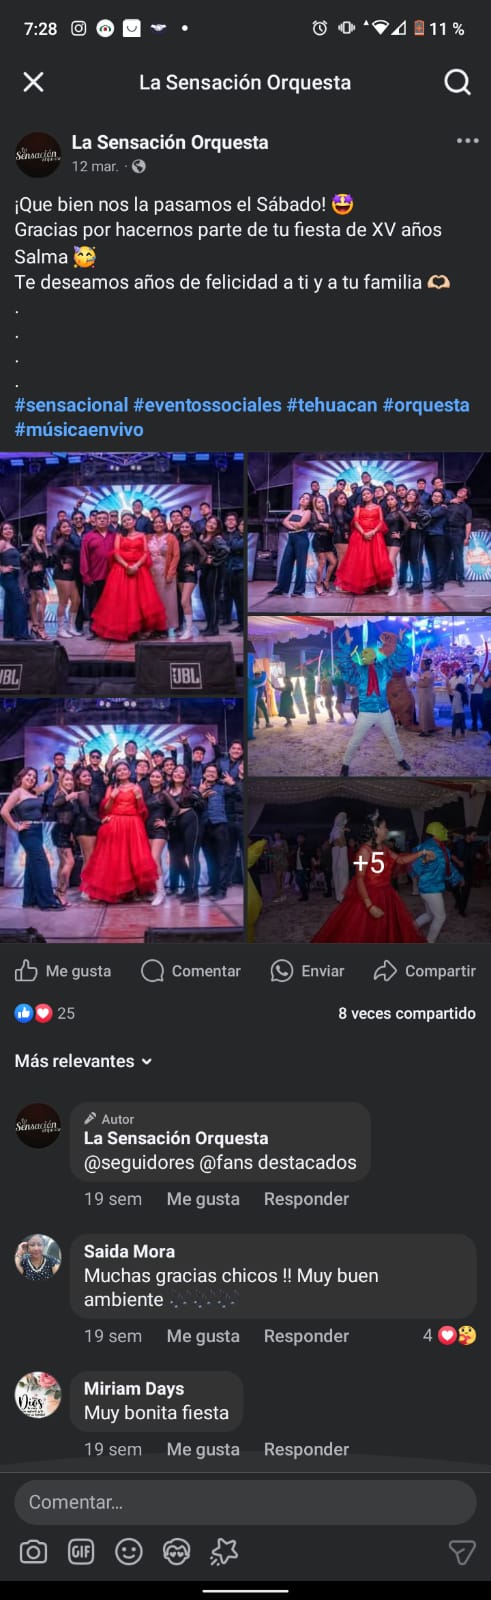 7:28
11 %
La Sensación Orquesta
La Sensación Orquesta
12 mar.
¡Que bien nos la pasamos el Sábado! 🤩
Gracias por hacernos parte de tu fiesta de XV años
Salma 🥳
Te deseamos años de felicidad a ti y a tu familia 🫶🏼
.
.
.
.
#sensacional #eventossociales #tehuacan #orquesta
#músicaenvivo
JBL
JBL
+5
Me gusta
Comentar
Enviar
Compartir
25
8 veces compartido
Más relevantes
Sensación
Autor
La Sensación Orquesta
@seguidores @fans destacados
19 sem Me gusta Responder
Saida Mora
Muchas gracias chicos !! Muy buen
ambiente
19 sem Me gusta Responder 4
Dios
Miriam Days
Muy bonita fiesta
19 sem Me gusta Responder
Comentar...
GIF